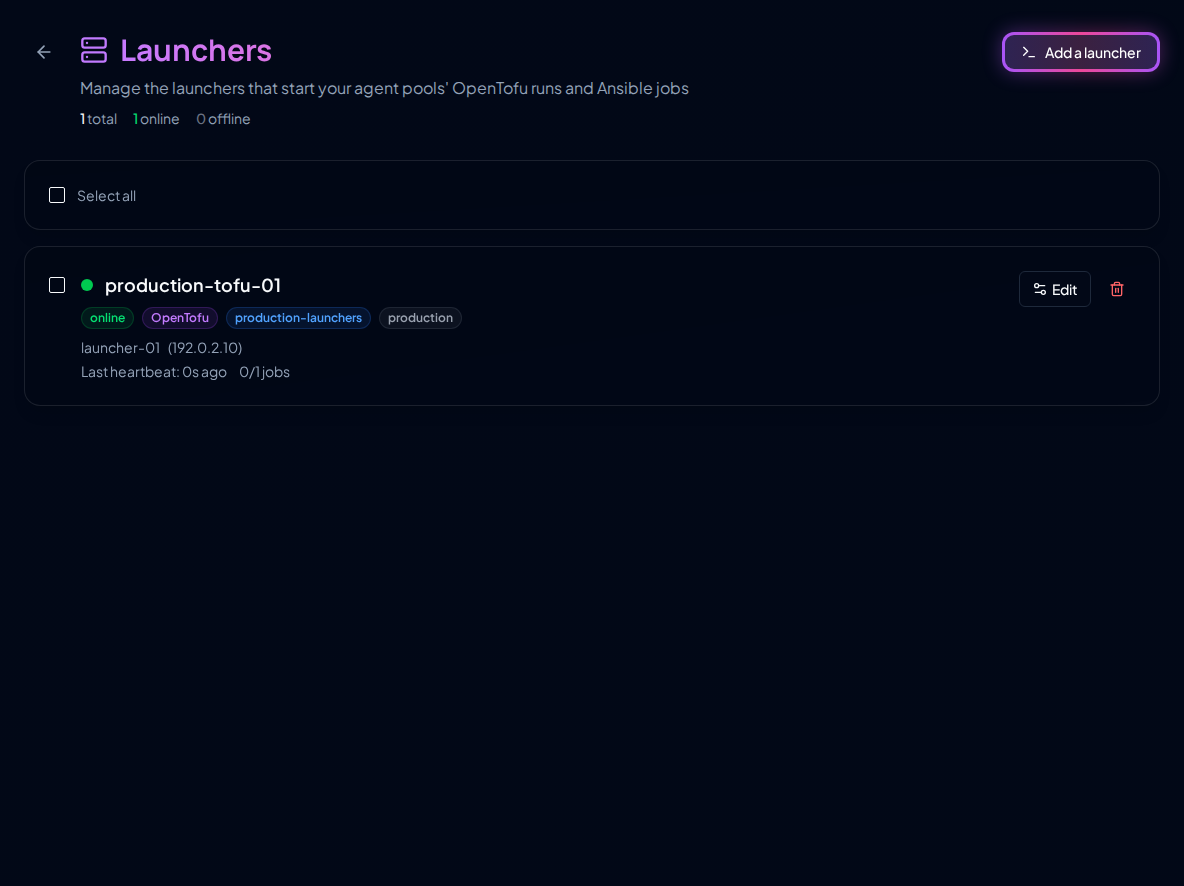 Launchers
Add a launcher
Manage the launchers that start your agent pools' OpenTofu runs and Ansible jobs
1 total 1 online 0 offline
Select all
production-tofu-01
Edit
online OpenTofu production-launchers production
launcher-01 (192.0.2.10)
Last heartbeat: 0s ago 0/1 jobs